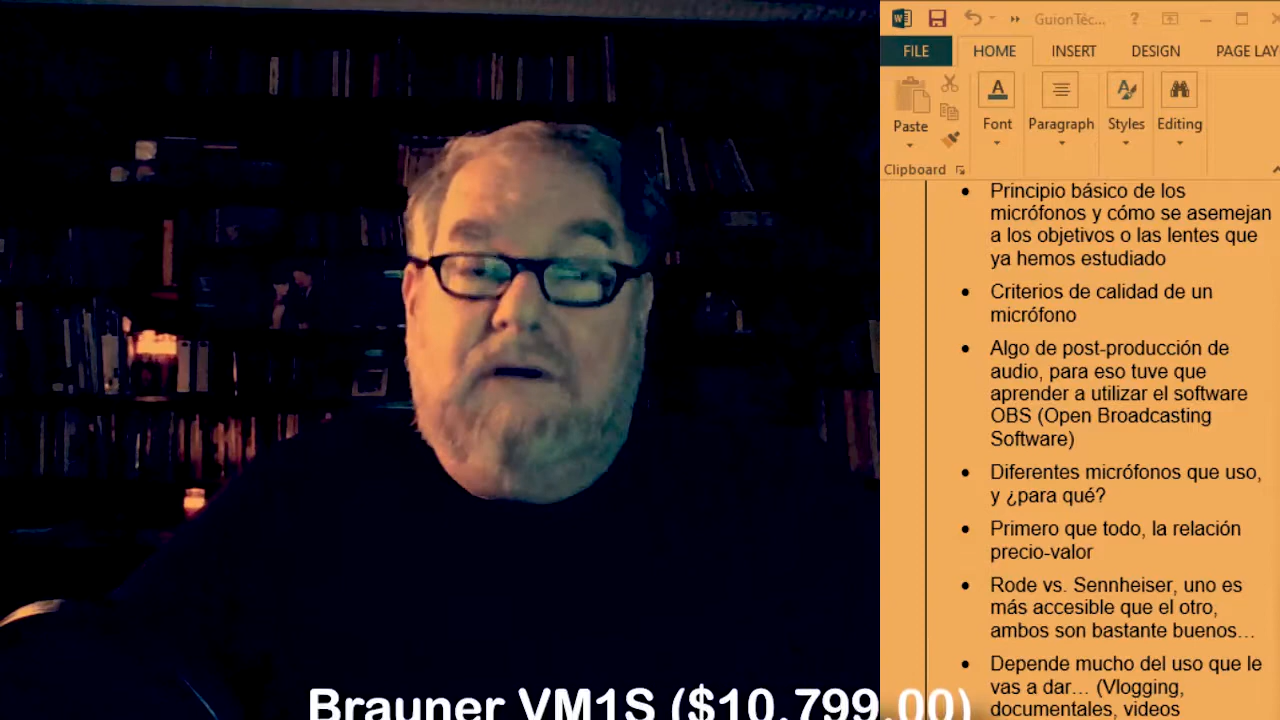 GuionTéc...
FILE
HOME
INSERT
DESIGN
PAGE LAY
Paste
Font
Paragraph
Styles
Editing
Clipboard
• Principio básico de los
micrófonos y cómo se asemejan
a los objetivos o las lentes que
ya hemos estudiado
• Criterios de calidad de un
micrófono
• Algo de post-producción de
audio, para eso tuve que
aprender a utilizar el software
OBS (Open Broadcasting
Software)
• Diferentes micrófonos que uso,
y ¿para qué?
• Primero que todo, la relación
precio-valor
• Rode vs. Sennheiser, uno es
más accesible que el otro,
ambos son bastante buenos...
• Depende mucho del uso que le
vas a dar... (Vlogging,
documentales, videos
Brauner VM1S ($10,799.00)